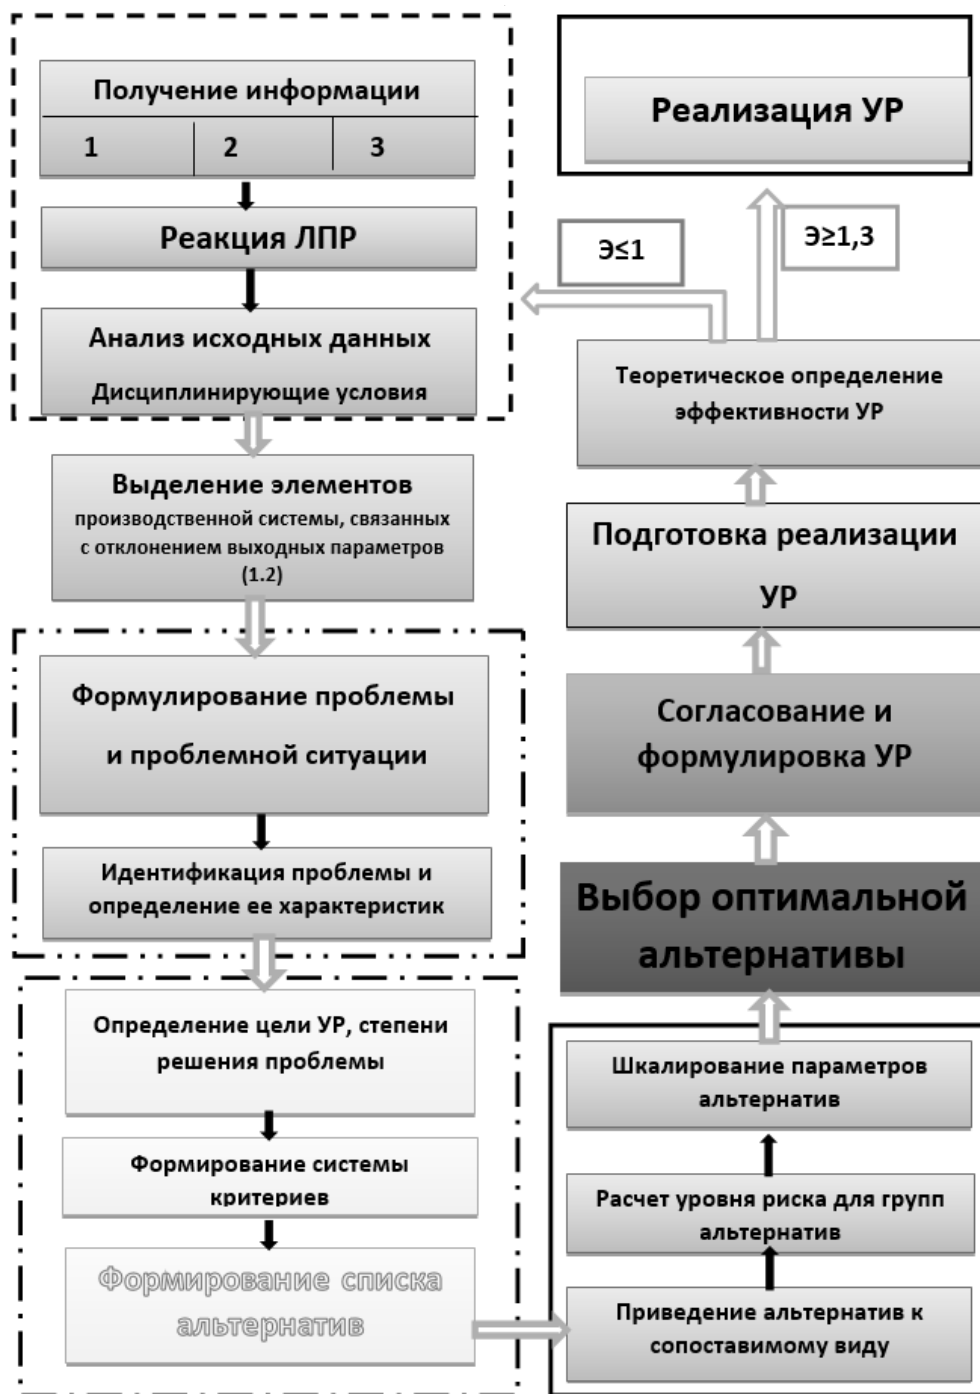 Получение информации
1 2 3
Реакция ЛПР
Анализ исходных данных
Дисциплинирующие условия
Выделение элементов
производственной системы, связанных
с отклонением выходных параметров
(1.2)
Формулирование проблемы
и проблемной ситуации
Идентификация проблемы и
определение ее характеристик
Определение цели УР, степени
решения проблемы
Формирование системы
критериев
Формирование списка
альтернатив
Приведение альтернатив к
сопоставимому виду
Расчет уровня риска для групп
альтернатив
Шкалирование параметров
альтернатив
Выбор оптимальной
альтернативы
Согласование и
формулировка УР
Подготовка реализации
УР
Теоретическое определение
эффективности УР
Э≤1
Э≥1,3
Реализация УР